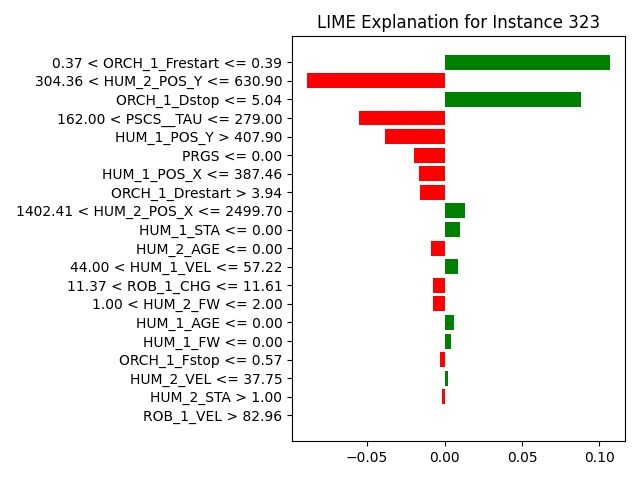 LIME Explanation for Instance 323
0.37 < ORCH_1_Frestart <= 0.39
304.36 < HUM_2_POS_Y <= 630.90
ORCH_1_Dstop <= 5.04
162.00 < PSCS__TAU <= 279.00
HUM_1_POS_Y > 407.90
PRGS <= 0.00
HUM_1_POS_X <= 387.46
ORCH_1_Drestart > 3.94
1402.41 < HUM_2_POS_X <= 2499.70
HUM_1_STA <= 0.00
HUM_2_AGE <= 0.00
44.00 < HUM_1_VEL <= 57.22
11.37 < ROB_1_CHG <= 11.61
1.00 < HUM_2_FW <= 2.00
HUM_1_AGE <= 0.00
HUM_1_FW <= 0.00
ORCH_1_Fstop <= 0.57
HUM_2_VEL <= 37.75
HUM_2_STA > 1.00
ROB_1_VEL > 82.96
−0.05 0.00 0.05 0.10